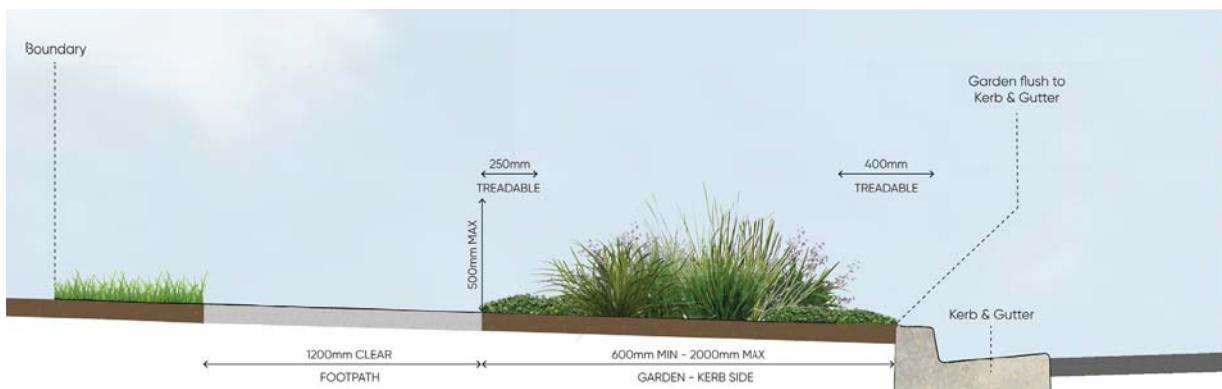 Boundary
Garden flush to
Kerb & Gutter
250mm
TREADABLE
400mm
TREADABLE
500mm MAX
Kerb & Gutter
1200mm CLEAR
FOOTPATH
600mm MIN - 2000mm MAX
GARDEN - KERB SIDE